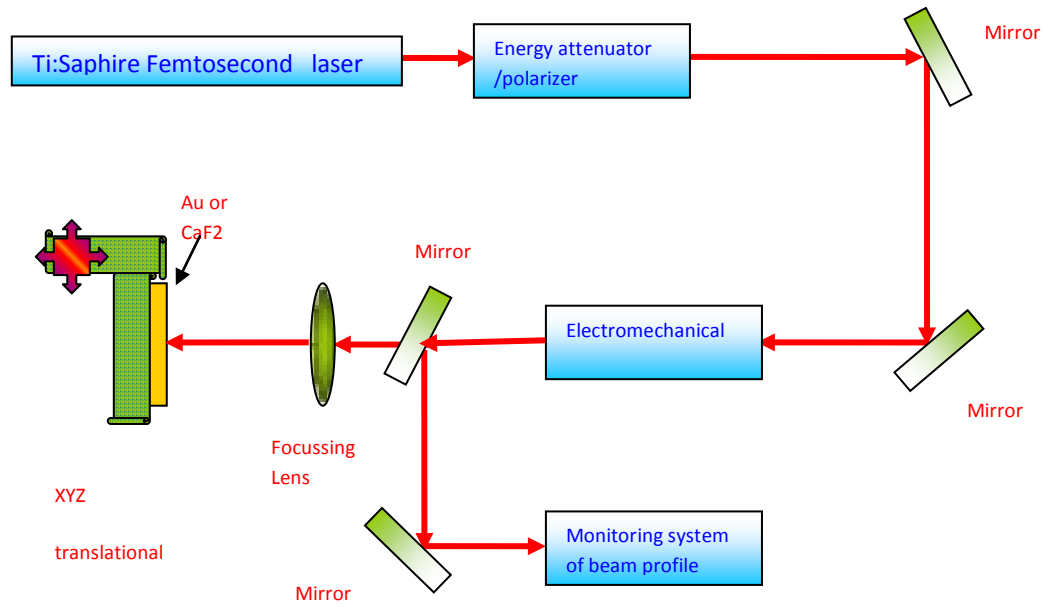 Ti:Saphire Femtosecond laser
Energy attenuator
/polarizer
Mirror
Au or
CaF2
Mirror
Electromechanical
Mirror
Focussing
Lens
XYZ
translational
Monitoring system
of beam profile
Mirror